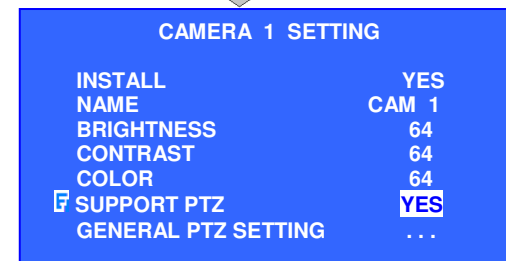 CAMERA 1 SETTING
INSTALL YES
NAME CAM 1
BRIGHTNESS 64
CONTRAST 64
COLOR 64
SUPPORT PTZ YES
GENERAL PTZ SETTING ...